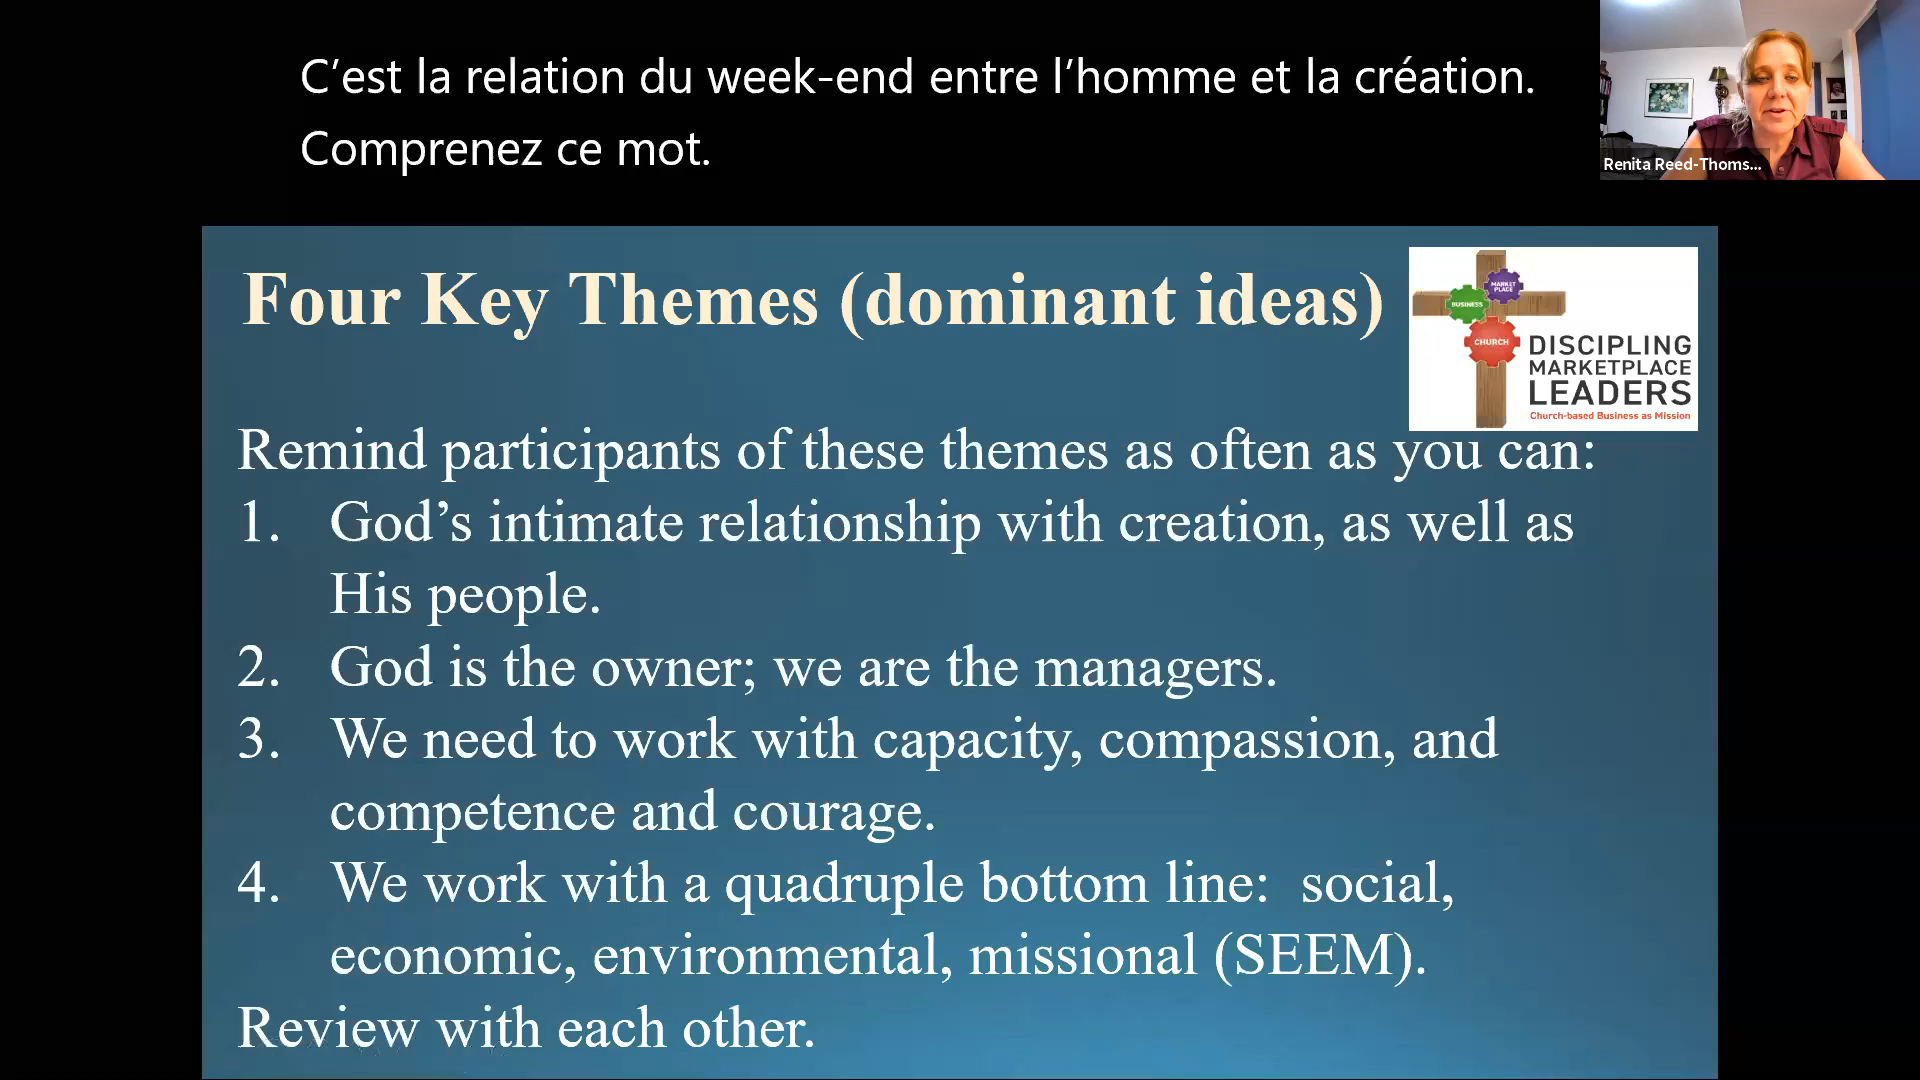 C’est la relation du week-end entre l’homme et la création.
Comprenez ce mot.
Renita Reed-Thoms...
Four Key Themes (dominant ideas)
MARKET
PLACE
BUSINESS
CHURCH
DISCIPLING
MARKETPLACE
LEADERS
Church-based Business as Mission
Remind participants of these themes as often as you can:
1. God’s intimate relationship with creation, as well as
His people.
2. God is the owner; we are the managers.
3. We need to work with capacity, compassion, and
competence and courage.
4. We work with a quadruple bottom line:  social,
economic, environmental, missional (SEEM).
Review with each other.